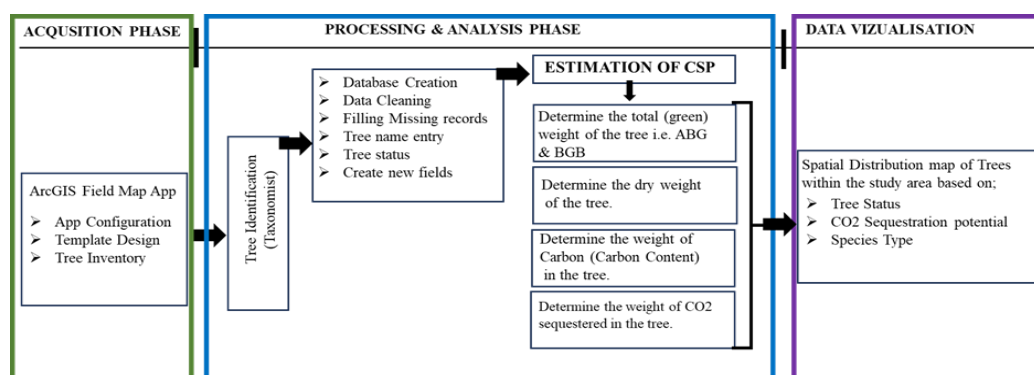 ACQUSITION PHASE
PROCESSING & ANALYSIS PHASE
DATA VIZUALISATION
ArcGIS Field Map App
➢ App Configuration
➢ Template Design
➢ Tree Inventory
Tree Identification
(Taxonomist)
➢ Database Creation
➢ Data Cleaning
➢ Filling Missing records
➢ Tree name entry
➢ Tree status
➢ Create new fields
ESTIMATION OF CSP
Determine the total (green)
weight of the tree i.e. ABG
& BGB
Determine the dry weight
of the tree.
Determine the weight of
Carbon (Carbon Content)
in the tree.
Determine the weight of CO2
sequestered in the tree.
Spatial Distribution map of Trees
within the study area based on;
➢ Tree Status
➢ CO2 Sequestration potential
➢ Species Type